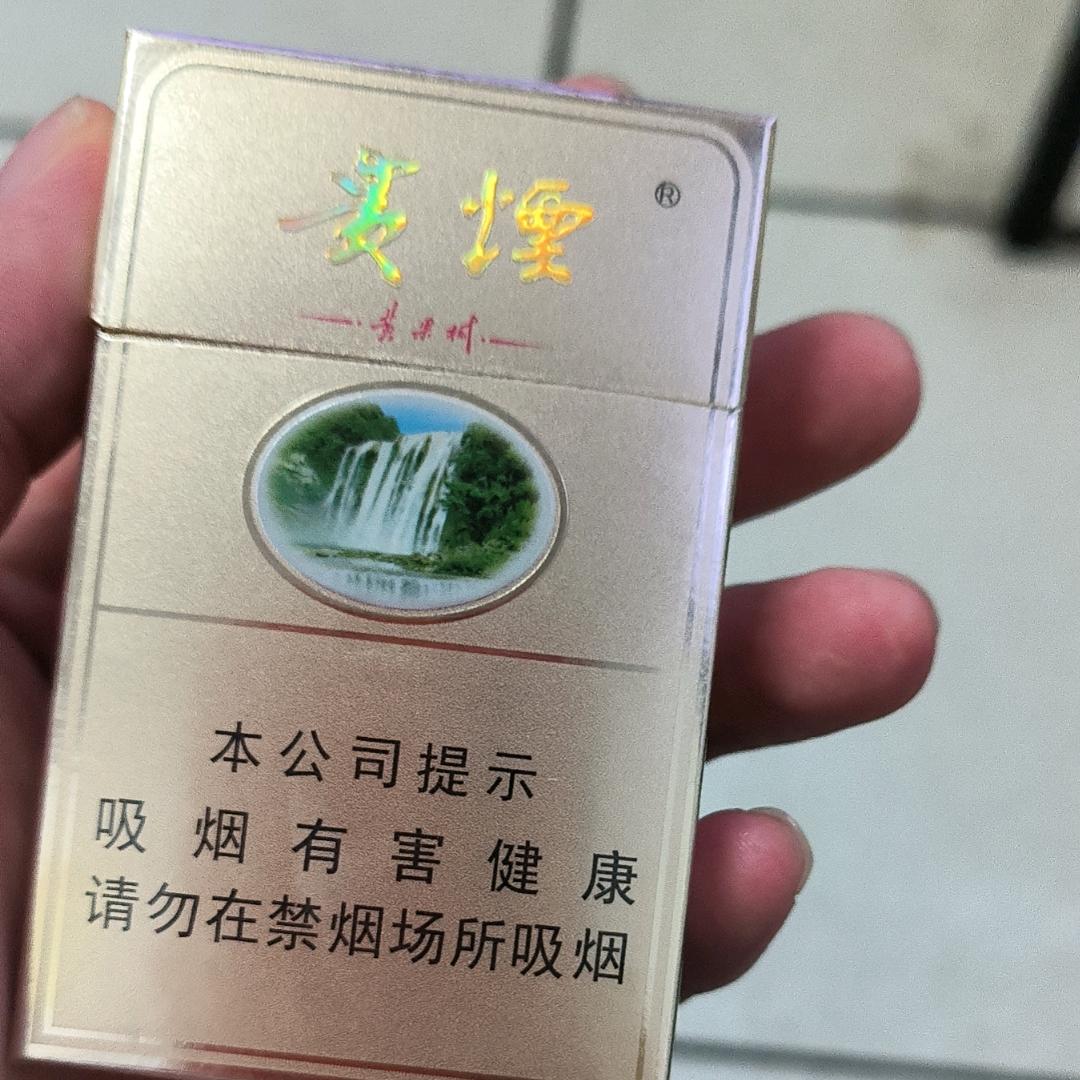 贵烟
®
黄果树
本公司提示
吸烟有害健康
请勿在禁烟场所吸烟